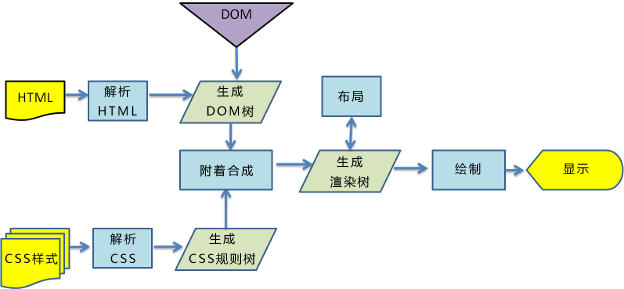 DOM
HTML
解析
HTML
生成
DOM树
布局
附着合成
生成
渲染树
绘制
显示
CSS样式
解析
CSS
生成
CSS规则树